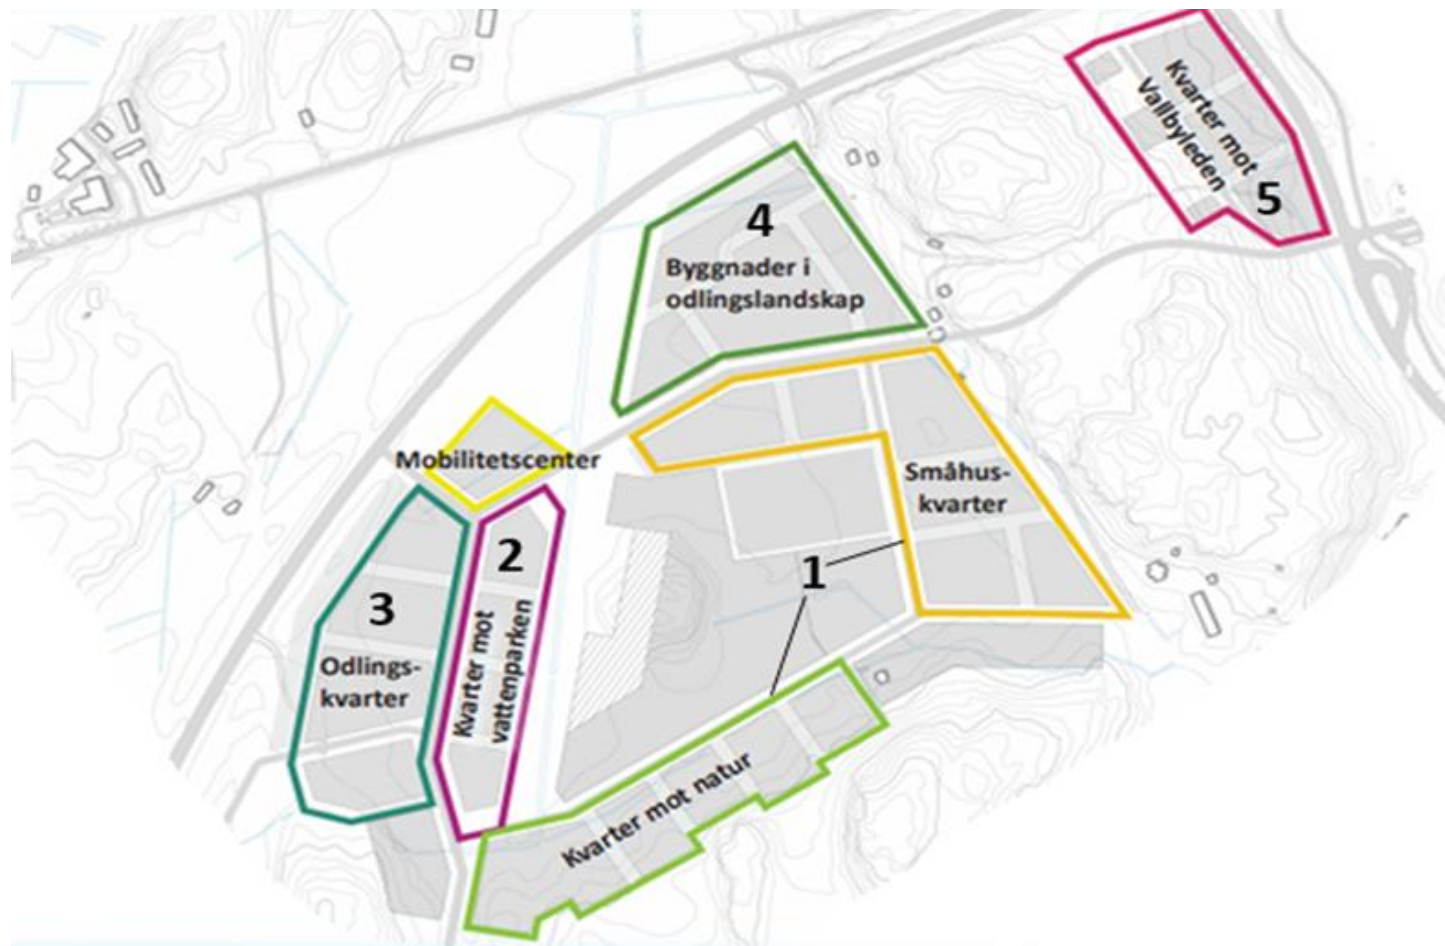 Kvarter mot
Vallbyleden
5
4
Byggnader i
odlingslandskap
Mobilitetscenter
Småhus-
kvarter
2
1
3
Kvarter mot
vattenparken
Odlings-
kvarter
Kvarter mot natur